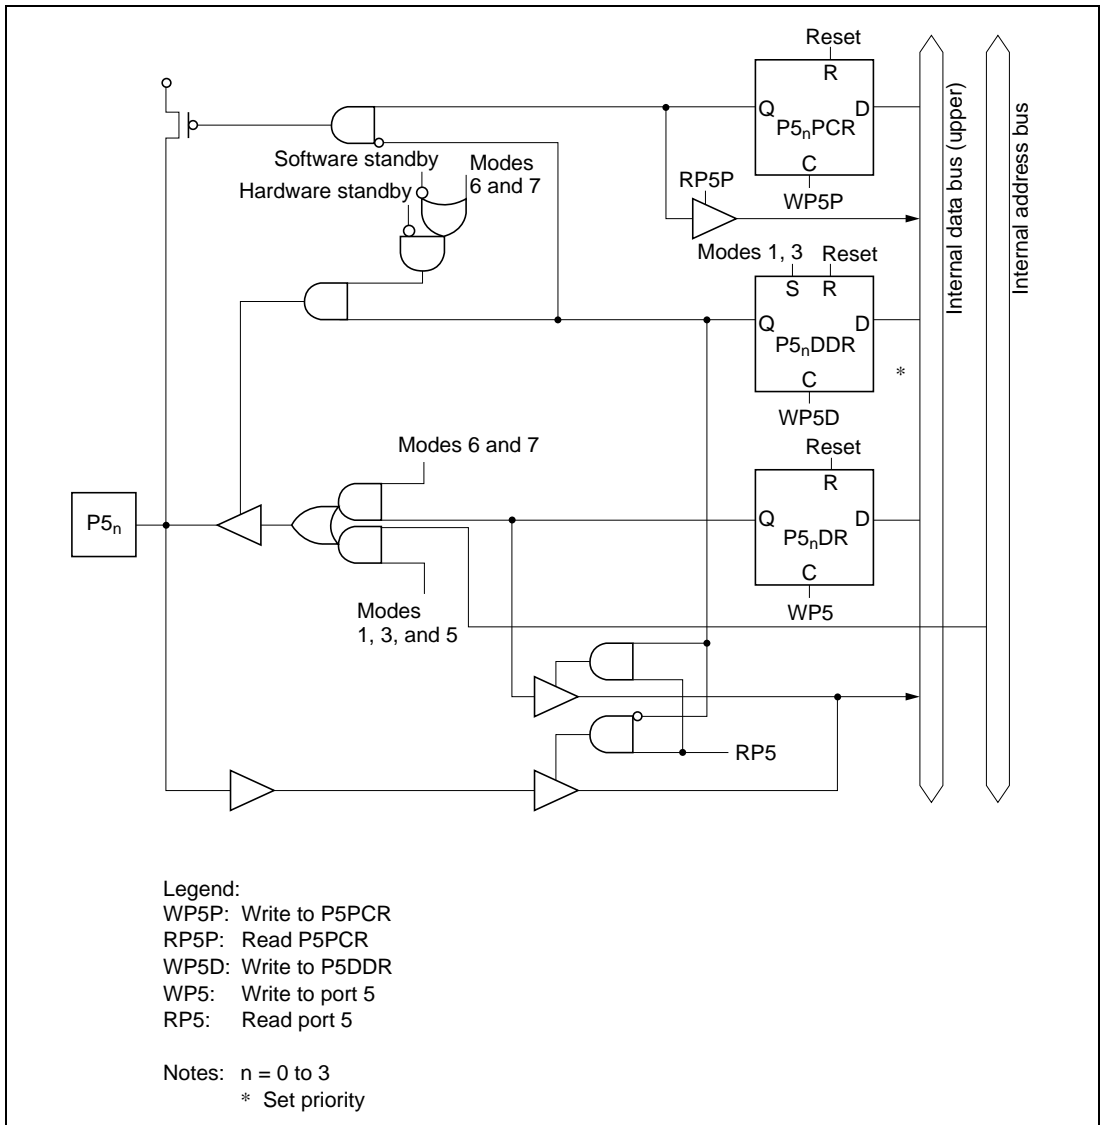 Reset
R
Q
D
P5nPCR
C
WP5P
Software standby
Modes
6 and 7
Hardware standby
RP5P
Modes 1, 3
Reset
S
R
Q
D
P5nDDR
C
*
WP5D
Modes 6 and 7
Reset
R
P5n
Q
D
P5nDR
C
WP5
Modes
1, 3, and 5
RP5
Internal data bus (upper)
Internal address bus
Legend:
WP5P: Write to P5PCR
RP5P: Read P5PCR
WP5D: Write to P5DDR
WP5: Write to port 5
RP5: Read port 5
Notes: n = 0 to 3
* Set priority